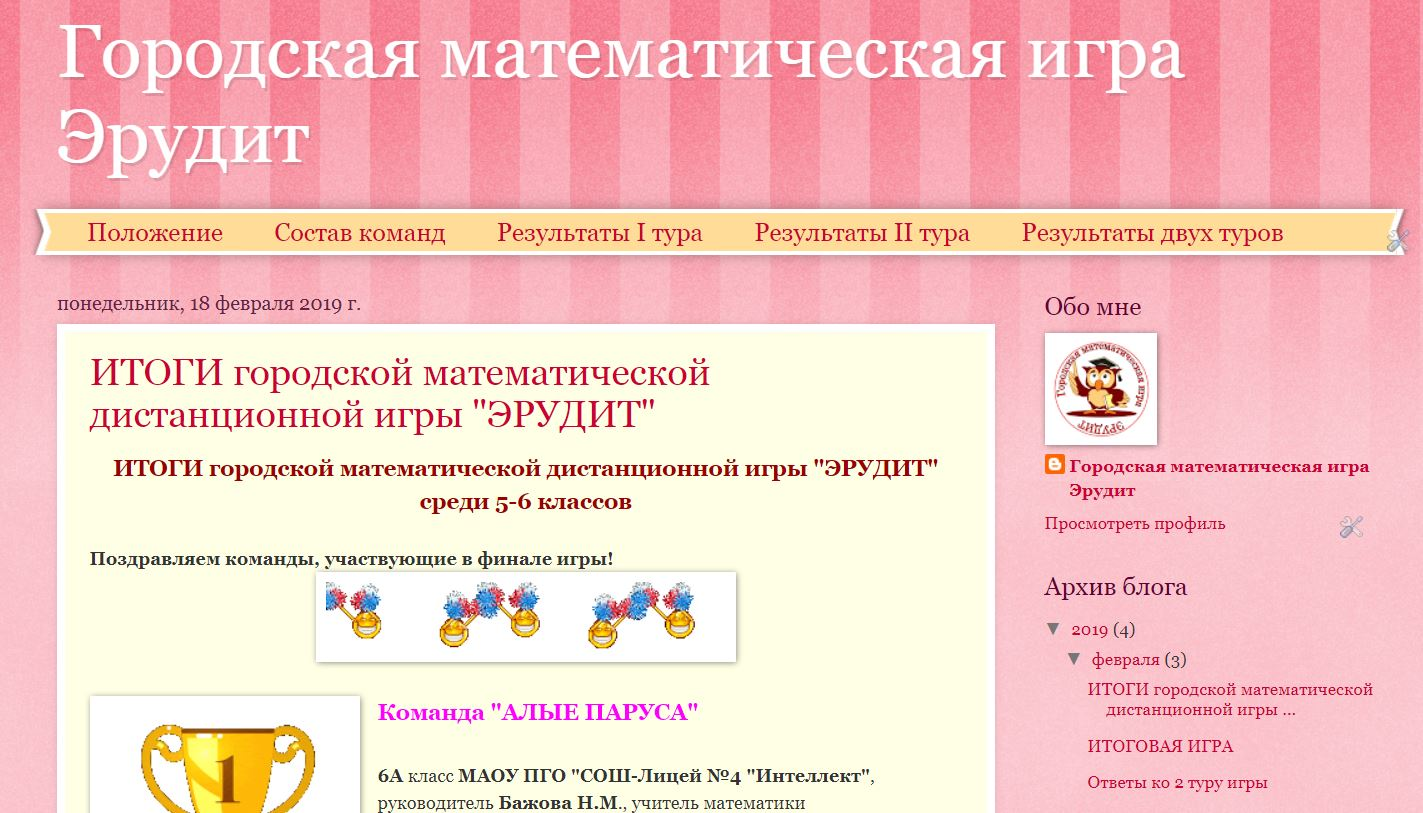 Городская математическая игра
Эрудит
Положение
Состав команд
Результаты I тура
Результаты II тура
Результаты двух туров
понедельник, 18 февраля 2019 г.
ИТОГИ городской математической
дистанционной игры "ЭРУДИТ"
ИТОГИ городской математической дистанционной игры "ЭРУДИТ"
среди 5-6 классов
Поздравляем команды, участвующие в финале игры!
1
Команда "АЛЫЕ ПАРУСА"
6А класс МАОУ ПГО "СОШ-Лицей №4 "Интеллект",
руководитель Бажова Н.М., учитель математики
Обо мне
Городская математическая игра
ЭРУДИТ
Городская математическая игра
Эрудит
Просмотреть профиль
Архив блога
▼ 2019 (4)
▼ февраля (3)
ИТОГИ городской математической
дистанционной игры ...
ИТОГОВАЯ ИГРА
Ответы ко 2 туру игры